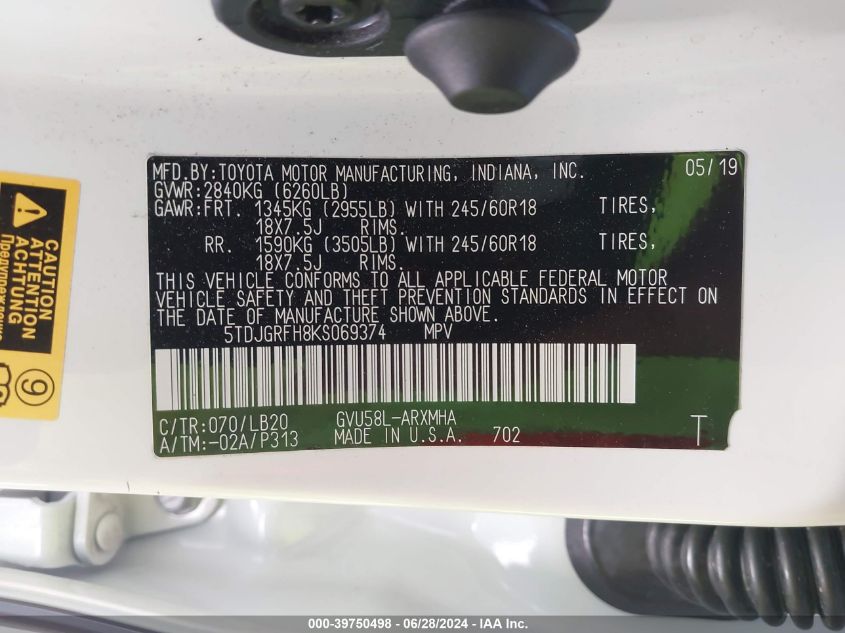 MFD.BY:TOYOTA MOTOR MANUFACTURING, INDIANA, INC. 05/19
GVWR:2840KG (6260LB)
GAWR:FRT. 1345KG (2955LB) WITH 245/60R18 TIRES,
18X7.5J RIMS.
RR. 1590KG (3505LB) WITH 245/60R18 TIRES,
18X7.5J RIMS.
THIS VEHICLE CONFORMS TO ALL APPLICABLE FEDERAL MOTOR
VEHICLE SAFETY AND THEFT PREVENTION STANDARDS IN EFFECT ON
THE DATE OF MANUFACTURE SHOWN ABOVE.
5TDJGRFH8KS069374 MPV
C/TR:070/LB20 GVU58L-ARXMHA
A/TM:-02A/P313 MADE IN U.S.A. 702 T
CAUTION
ATTENTION
ACHTUNG
Предупреждение
9
000-39750498 - 06/28/2024 - IAA Inc.